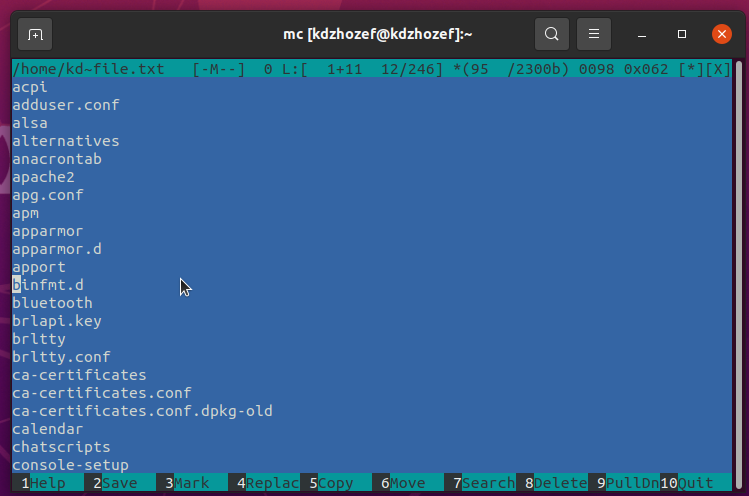 mc [kdzhozef@kdzhozef]:~
/home/kd~file.txt   [-M--]  0 L:[  1+11  12/246] *(95  /2300b) 0098 0x062 [*][X]
acpi
adduser.conf
alsa
alternatives
anacrontab
apache2
apg.conf
apm
apparmor
apparmor.d
apport
binfmt.d
bluetooth
brlapi.key
brltty
brltty.conf
ca-certificates
ca-certificates.conf
ca-certificates.conf.dpkg-old
calendar
chatscripts
console-setup
1Help  2Save  3Mark  4Replac 5Copy  6Move  7Search 8Delete 9PullDn 10Quit